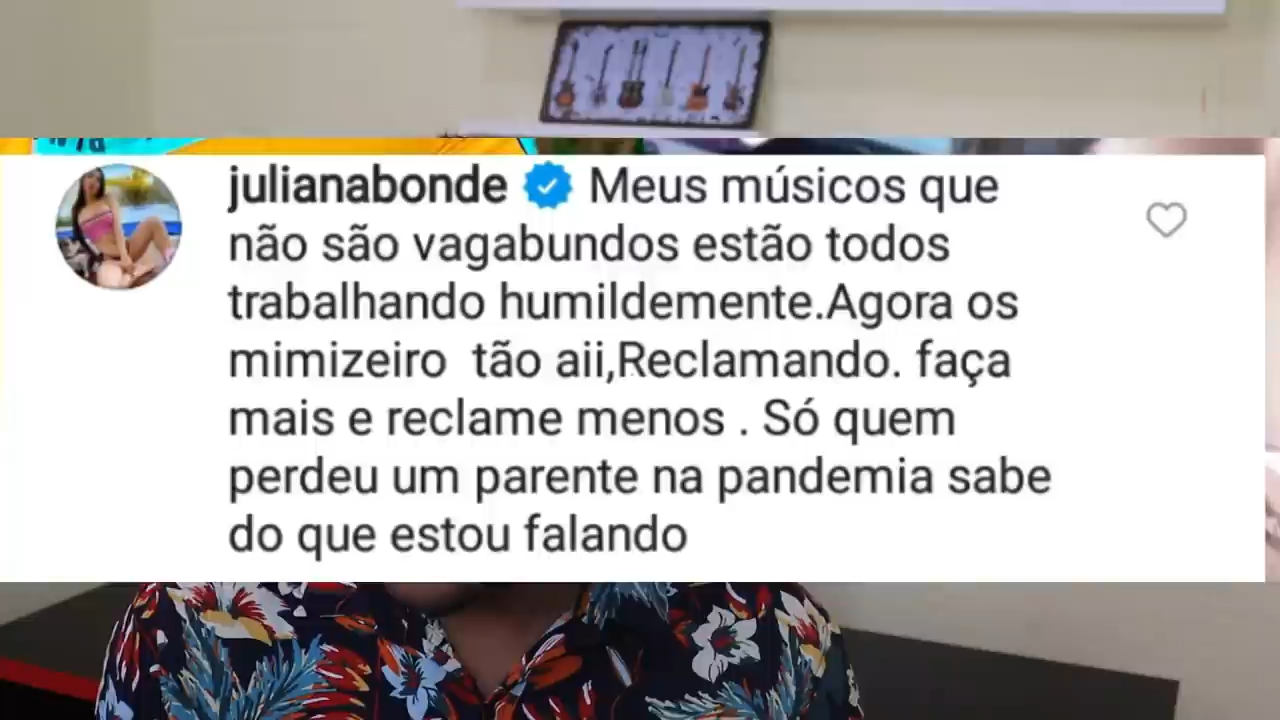 julianabonde Meus músicos que
não são vagabundos estão todos
trabalhando humildemente.Agora os
mimizeiro tão aii,Reclamando. faça
mais e reclame menos . Só quem
perdeu um parente na pandemia sabe
do que estou falando